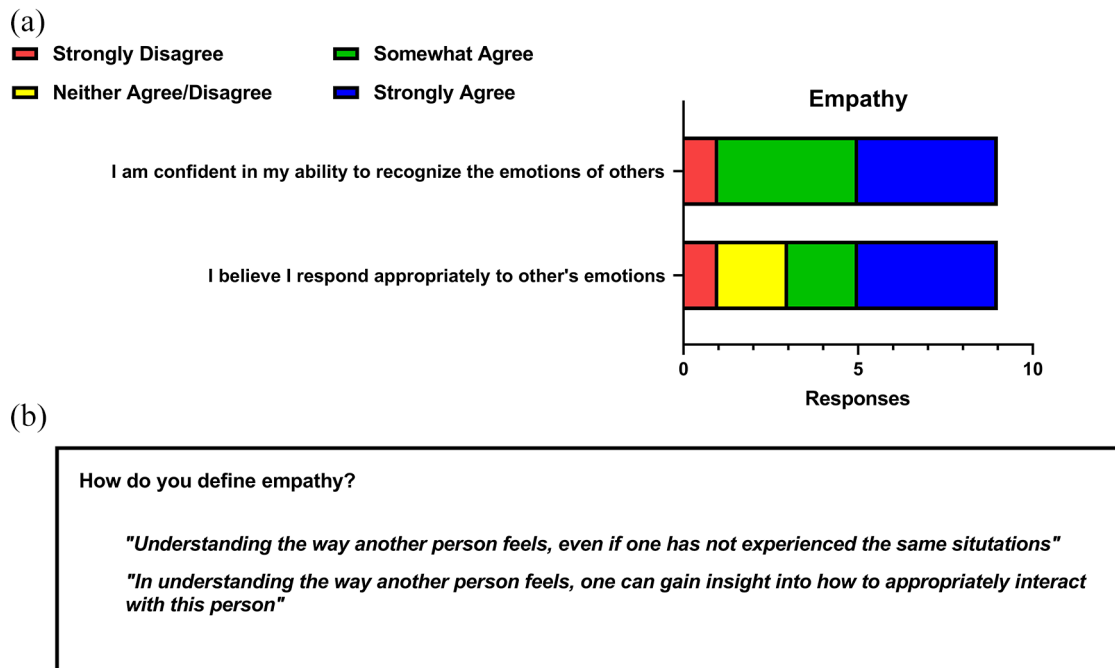 (a)
Strongly Disagree
Somewhat Agree
Neither Agree/Disagree
Strongly Agree
Empathy
I am confident in my ability to recognize the emotions of others
I believe I respond appropriately to other's emotions
0
5
10
Responses
(b)
How do you define empathy?
"Understanding the way another person feels, even if one has not experienced the same situtations"
"In understanding the way another person feels, one can gain insight into how to appropriately interact
with this person"